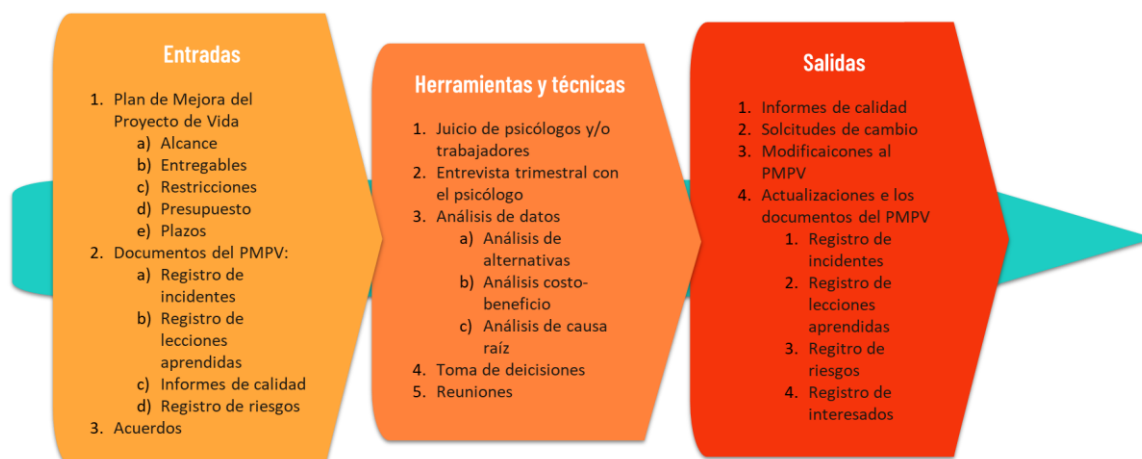 Entradas
1. Plan de Mejora del
Proyecto de Vida
a) Alcance
b) Entregables
c) Restricciones
d) Presupuesto
e) Plazos
2. Documentos del PMPV:
a) Registro de
incidentes
b) Registro de
lecciones
aprendidas
c) Informes de calidad
d) Registro de riesgos
3. Acuerdos
Herramientas y técnicas
1. Juicio de psicólogos y/o
trabajadores
2. Entrevista trimestral con
el psicólogo
3. Análisis de datos
a) Análisis de
alternativas
b) Análisis costo-
beneficio
c) Análisis de causa
raíz
4. Toma de deicisiones
5. Reuniones
Salidas
1. Informes de calidad
2. Solcitudes de cambio
3. Modificaicones al
PMPV
4. Actualizaciones e los
documentos del PMPV
1. Registro de
incidentes
2. Registro de
lecciones
aprendidas
3. Regitro de
riesgos
4. Registro de
interesados